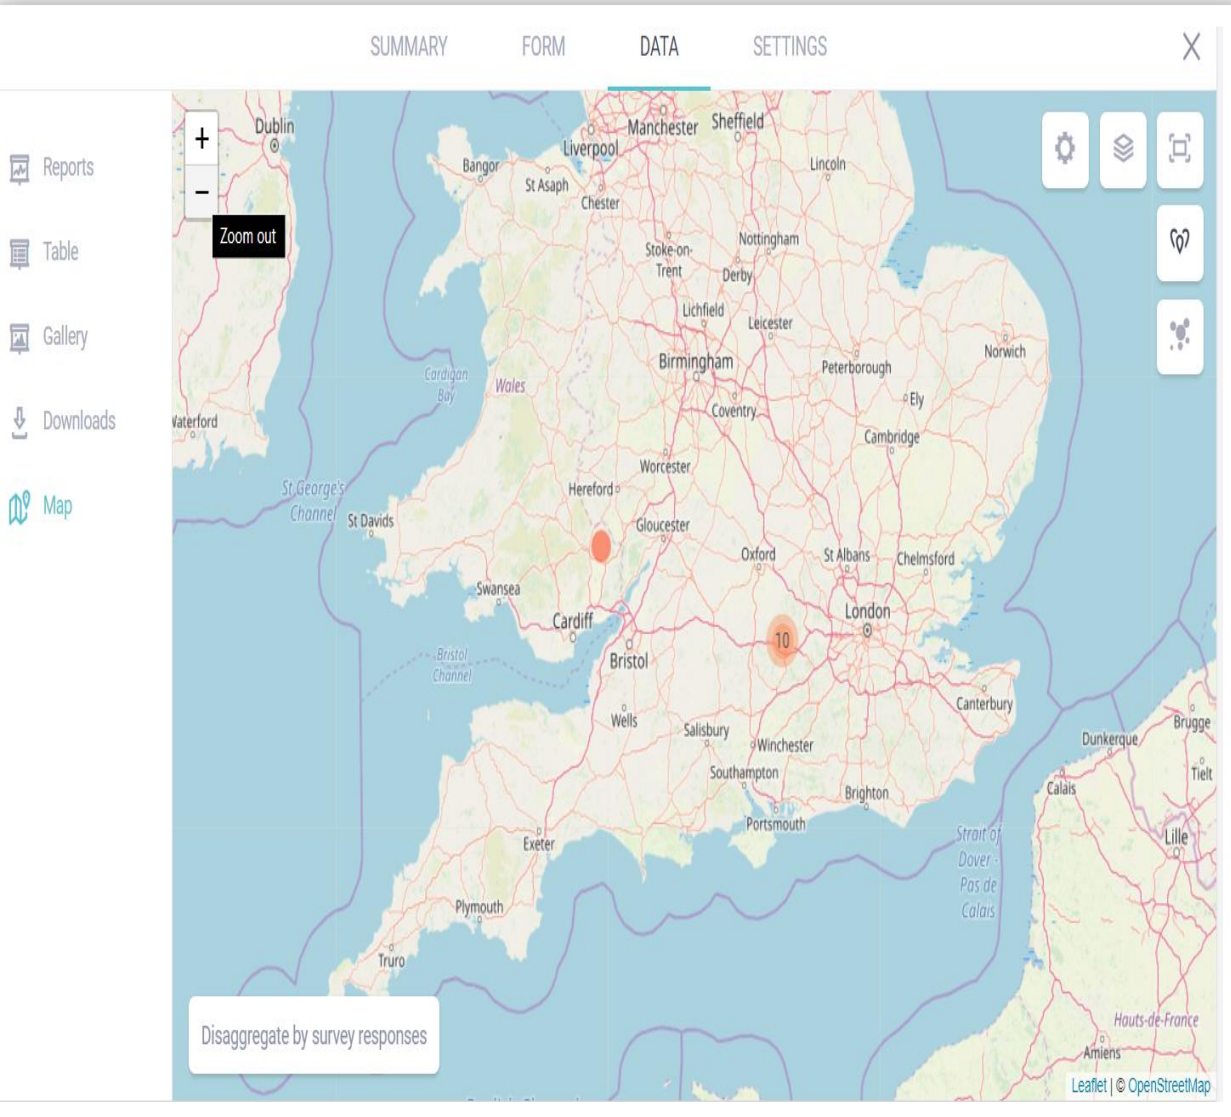 SUMMARY FORM DATA SETTINGS X
Reports
Table
Gallery
Downloads
Map
+
−
Zoom out
Dublin
Manchester
Sheffield
Liverpool
Bangor
St Asaph
Chester
Lincoln
Stoke-on-
Trent
Nottingham
Derby
Lichfield
Leicester
Birmingham
Peterborough
Norwich
Cardigan
Bay
Wales
Coventry
Ely
Waterford
Cambridge
Worcester
Hereford
St George's
Channel
St Davids
Gloucester
Oxford
St Albans
Chelmsford
Swansea
Cardiff
London
10
Bristol
Channel
Bristol
Canterbury
Wells
Salisbury
Winchester
Brugge
Dunkerque
Southampton
Tielt
Calais
Brighton
Portsmouth
Exeter
Strait of
Dover -
Pas de
Calais
Lille
Plymouth
Truro
Hauts-de-France
Disaggregate by survey responses
Amiens
Leaflet | © OpenStreetMap